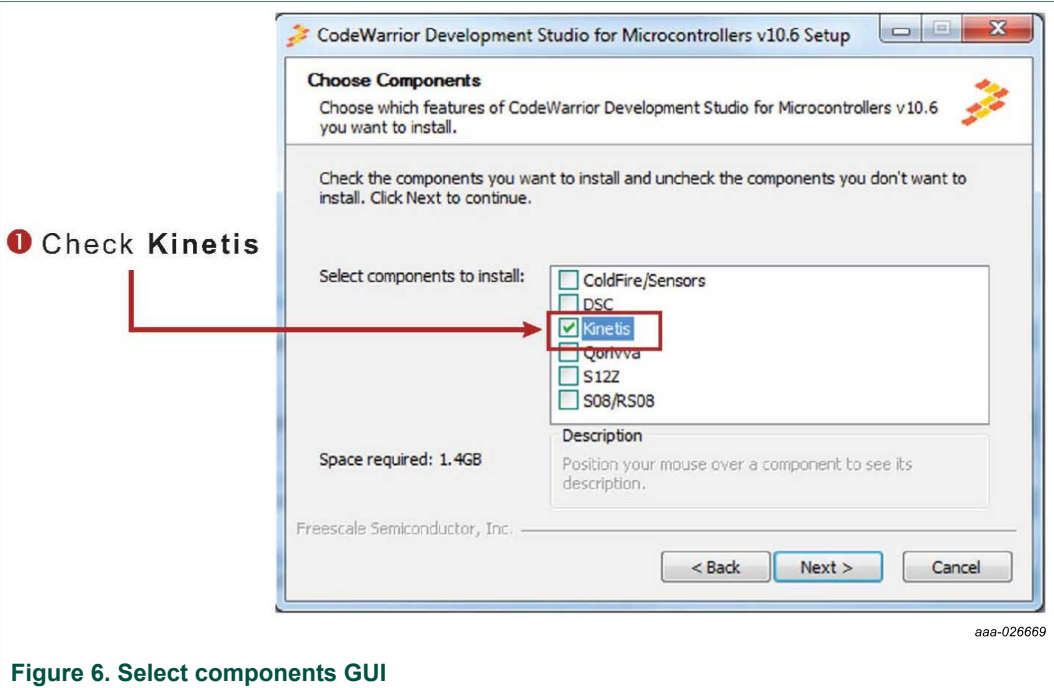 CodeWarrior Development Studio for Microcontrollers v10.6 Setup
Choose Components
Choose which features of CodeWarrior Development Studio for Microcontrollers v10.6
you want to install.
Check the components you want to install and uncheck the components you don't want to
install. Click Next to continue.
1 Check Kinetis
Select components to install:
ColdFire/Sensors
DSC
Kinetis
Qorivva
S12Z
S08/RS08
Space required: 1.4GB
Description
Position your mouse over a component to see its
description.
Freescale Semiconductor, Inc.
< Back
Next >
Cancel
aaa-026669
Figure 6. Select components GUI